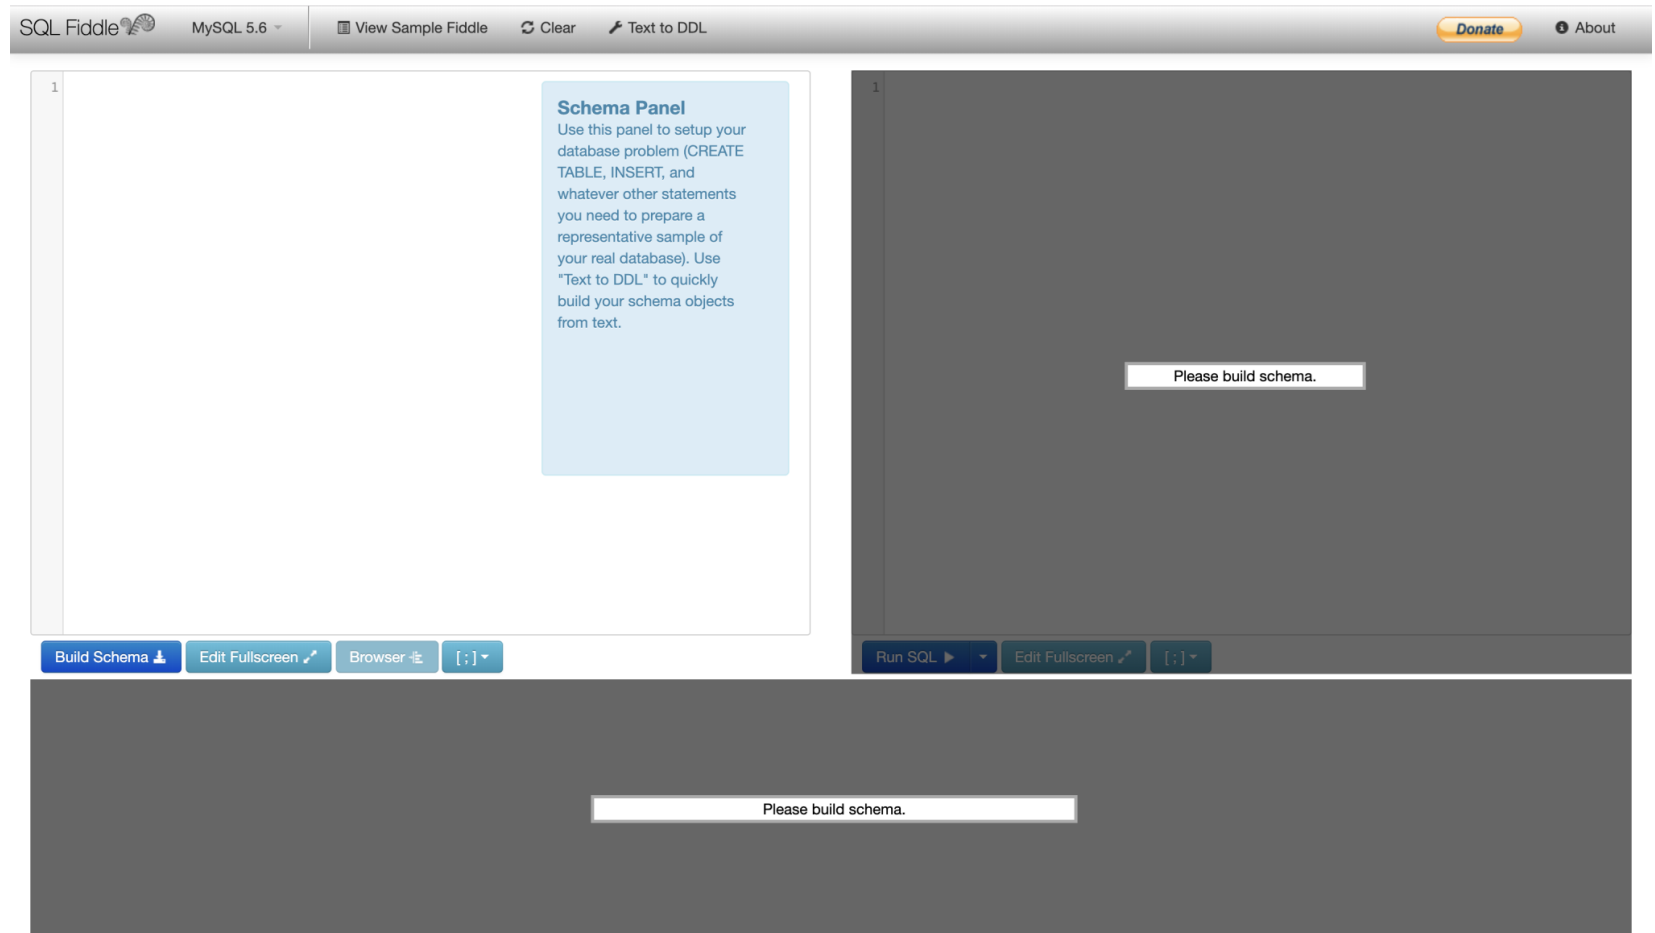 SQL Fiddle MySQL 5.6 View Sample Fiddle Clear Text to DDL Donate About
1
Schema Panel
Use this panel to setup your
database problem (CREATE
TABLE, INSERT, and
whatever other statements
you need to prepare a
representative sample of
your real database). Use
"Text to DDL" to quickly
build your schema objects
from text.
1
Please build schema.
Build Schema Edit Fullscreen Browser [ ; ]
Run SQL Edit Fullscreen [ ; ]
Please build schema.